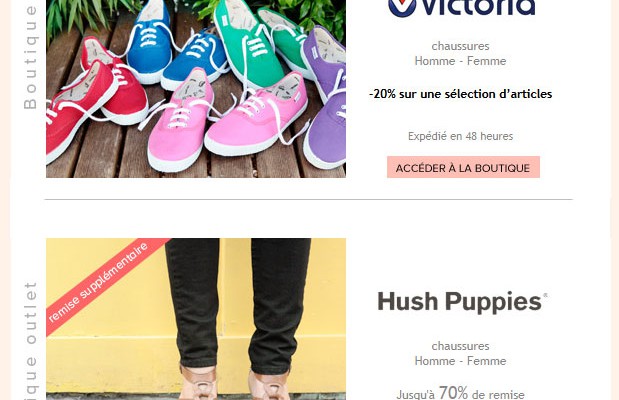 Boutique
Victoria
chaussures
Homme - Femme
-20% sur une sélection d'articles
Expédié en 48 heures
ACCÉDER À LA BOUTIQUE
outlet
remise supplémentaire
Hush Puppies®
chaussures
Homme - Femme
Jusqu'à 70% de remise